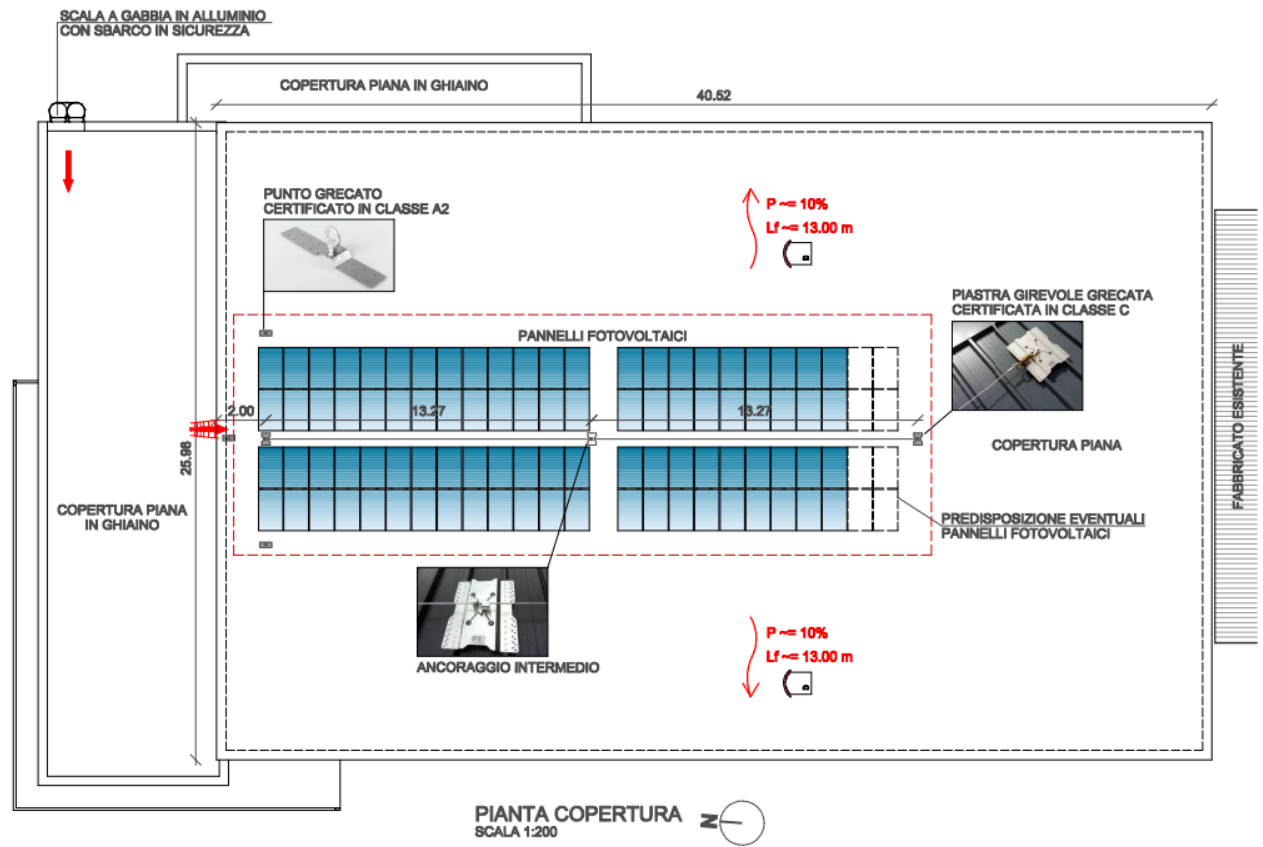 SCALA A GABBIA IN ALLUMINIO
CON SBARCO IN SICUREZZA
COPERTURA PIANA IN GHIAINO
40.52
PUNTO GRECATO
CERTIFICATO IN CLASSE A2
P ~= 10%
Lf ~= 13.00 m
D
PIASTRA GIREVOLE GRECATA
CERTIFICATA IN CLASSE C
PANNELLI FOTOVOLTAICI
2.00
13.27
13.27
25.96
COPERTURA PIANA
FABBRICATO ESISTENTE
COPERTURA PIANA
IN GHIAINO
PREDISPOSIZIONE EVENTUALI
PANNELLI FOTOVOLTAICI
ANCORAGGIO INTERMEDIO
P ~= 10%
Lf ~= 13.00 m
D
PIANTA COPERTURA
SCALA 1:200
N